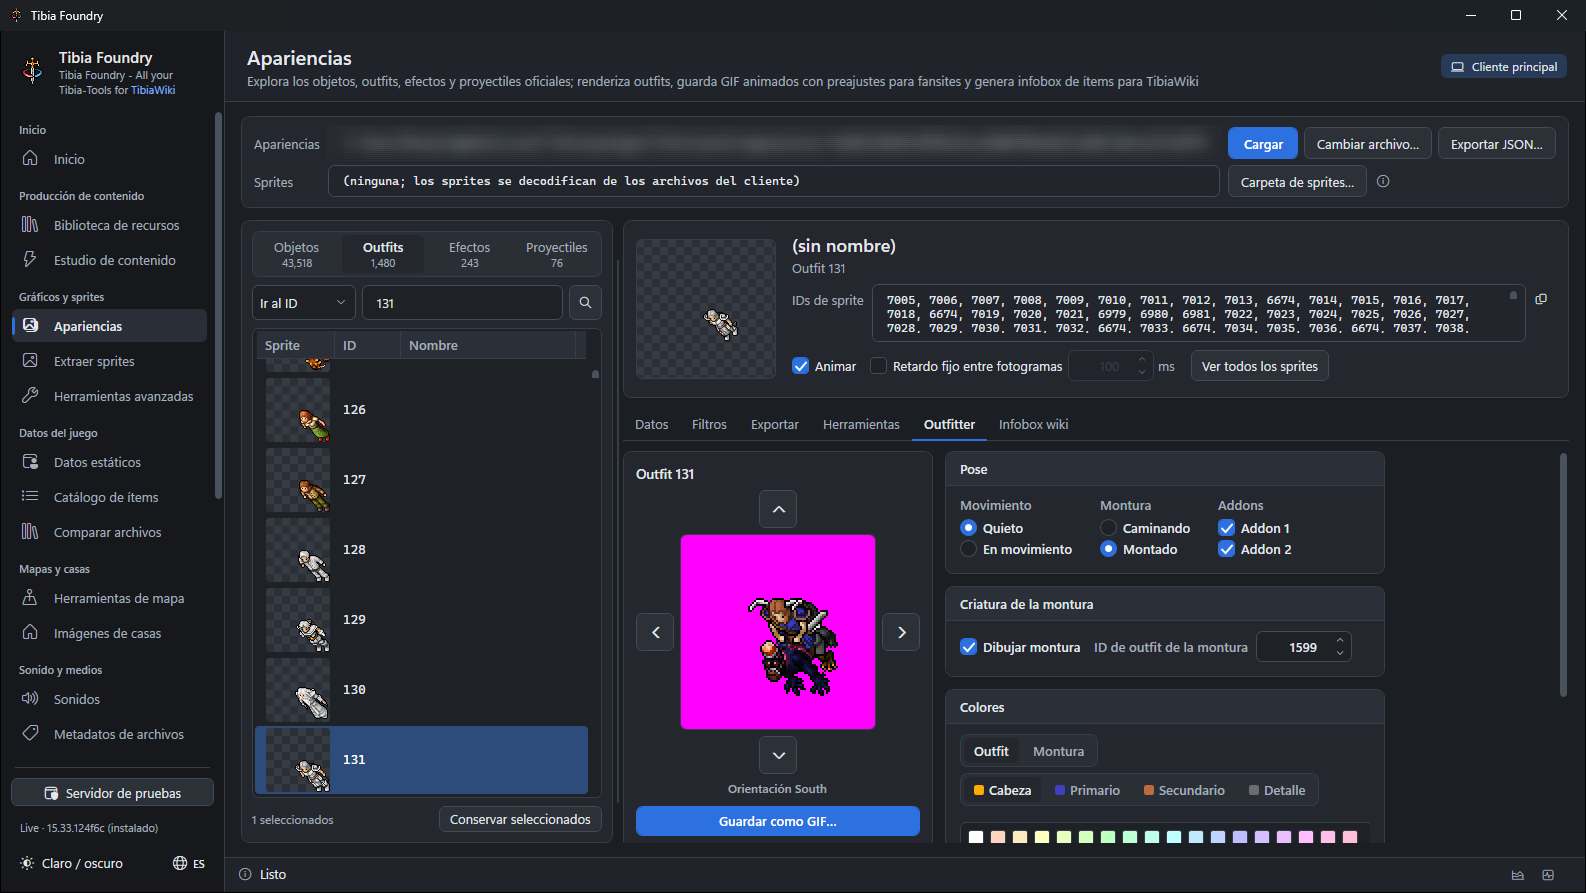 Tibia Foundry
Tibia Foundry
Tibia Foundry - All your
Tibia-Tools for TibiaWiki
Inicio
Inicio
Producción de contenido
Biblioteca de recursos
Estudio de contenido
Gráficos y sprites
Apariencias
Extraer sprites
Herramientas avanzadas
Datos del juego
Datos estáticos
Catálogo de ítems
Comparar archivos
Mapas y casas
Herramientas de mapa
Imágenes de casas
Sonido y medios
Sonidos
Metadatos de archivos
Servidor de pruebas
Live · 15.33.124f6c (instalado)
Claro / oscuro
ES
Apariencias
Explora los objetos, outfits, efectos y proyectiles oficiales; renderiza outfits, guarda GIF animados con preajustes para fansites y genera infobox de ítems para TibiaWiki
Cliente principal
Apariencias
Cargar
Cambiar archivo...
Exportar JSON...
Sprites
(ninguna; los sprites se decodifican de los archivos del cliente)
Carpeta de sprites...
Objetos
43,518
Outfits
1,480
Efectos
243
Proyectiles
76
Ir al ID
131
Sprite
ID
Nombre
126
127
128
129
130
131
1 seleccionados
Conservar seleccionados
(sin nombre)
Outfit 131
IDs de sprite
7005, 7006, 7007, 7008, 7009, 7010, 7011, 7012, 7013, 6674, 7014, 7015, 7016, 7017,
7018, 6674, 7019, 7020, 7021, 6979, 6980, 6981, 7022, 7023, 7024, 7025, 7026, 7027,
7028, 7029, 7030, 7031, 7032, 6674, 7033, 6674, 7034, 7035, 7036, 6674, 7037, 7038,
Animar
Retardo fijo entre fotogramas
100
ms
Ver todos los sprites
Datos
Filtros
Exportar
Herramientas
Outfitter
Infobox wiki
Outfit 131
Orientación South
Guardar como GIF...
Pose
Movimiento
Montura
Addons
Quieto
Caminando
Addon 1
En movimiento
Montado
Addon 2
Criatura de la montura
Dibujar montura
ID de outfit de la montura
1599
Colores
Outfit
Montura
Cabeza
Primario
Secundario
Detalle
Listo